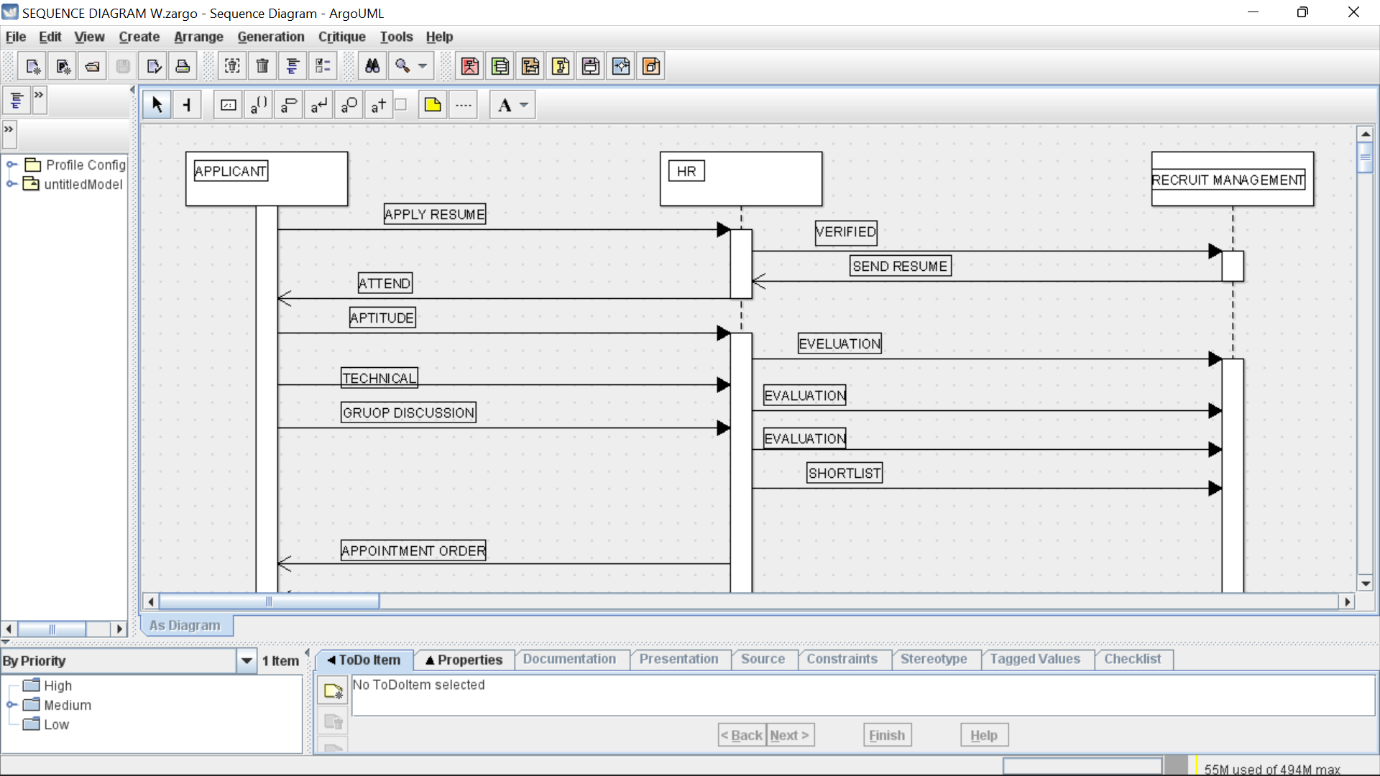 SEQUENCE DIAGRAM W.zargo - Sequence Diagram - ArgoUML
File Edit View Create Arrange Generation Critique Tools Help
Profile Config
untitledModel
APPLICANT
HR
RECRUIT MANAGEMENT
APPLY RESUME
VERIFIED
SEND RESUME
ATTEND
APTITUDE
EVELUATION
TECHNICAL
EVALUATION
GRUOP DISCUSSION
EVALUATION
SHORTLIST
APPOINTMENT ORDER
As Diagram
By Priority
1 Item
High
Medium
Low
ToDo Item Properties Documentation Presentation Source Constraints Stereotype Tagged Values Checklist
No ToDoItem selected
< Back Next > Finish Help
55M used of 494M max